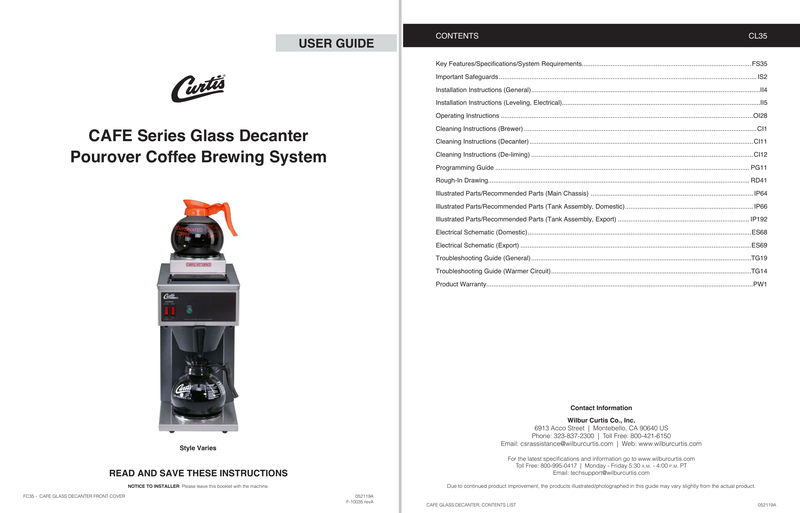 USER GUIDE
Curtis®
CAFE Series Glass Decanter
Pourover Coffee Brewing System
Curtis
Curtis
Style Varies
READ AND SAVE THESE INSTRUCTIONS
NOTICE TO INSTALLER: Please leave this booklet with the machine.
FC35 - CAFE GLASS DECANTER FRONT COVER
052119A
F-10036 revA
CONTENTS CL35
Key Features/Specifications/System Requirements FS35
Important Safeguards IS2
Installation Instructions (General) II4
Installation Instructions (Leveling, Electrical) II5
Operating Instructions OI28
Cleaning Instructions (Brewer) CI1
Cleaning Instructions (Decanter) CI11
Cleaning Instructions (De-liming) CI12
Programming Guide PG11
Rough-In Drawing RD41
Illustrated Parts/Recommended Parts (Main Chassis) IP64
Illustrated Parts/Recommended Parts (Tank Assembly, Domestic) IP66
Illustrated Parts/Recommended Parts (Tank Assembly, Export) IP192
Electrical Schematic (Domestic) ES68
Electrical Schematic (Export) ES69
Troubleshooting Guide (General) TG19
Troubleshooting Guide (Warmer Circuit) TG14
Product Warranty PW1
Contact Information
Wilbur Curtis Co., Inc.
6913 Acco Street | Montebello, CA 90640 US
Phone: 323-837-2300 | Toll Free: 800-421-6150
Email: csrassistance@wilburcurtis.com | Web: www.wilburcurtis.com
For the latest specifications and information go to www.wilburcurtis.com
Toll Free: 800-995-0417 | Monday - Friday 5:30 A.M. - 4:00 P.M. PT
Email: techsupport@wilburcurtis.com
Due to continued product improvement, the products illustrated/photographed in this guide may vary slightly from the actual product.
CAFE GLASS DECANTER, CONTENTS LIST
052119A